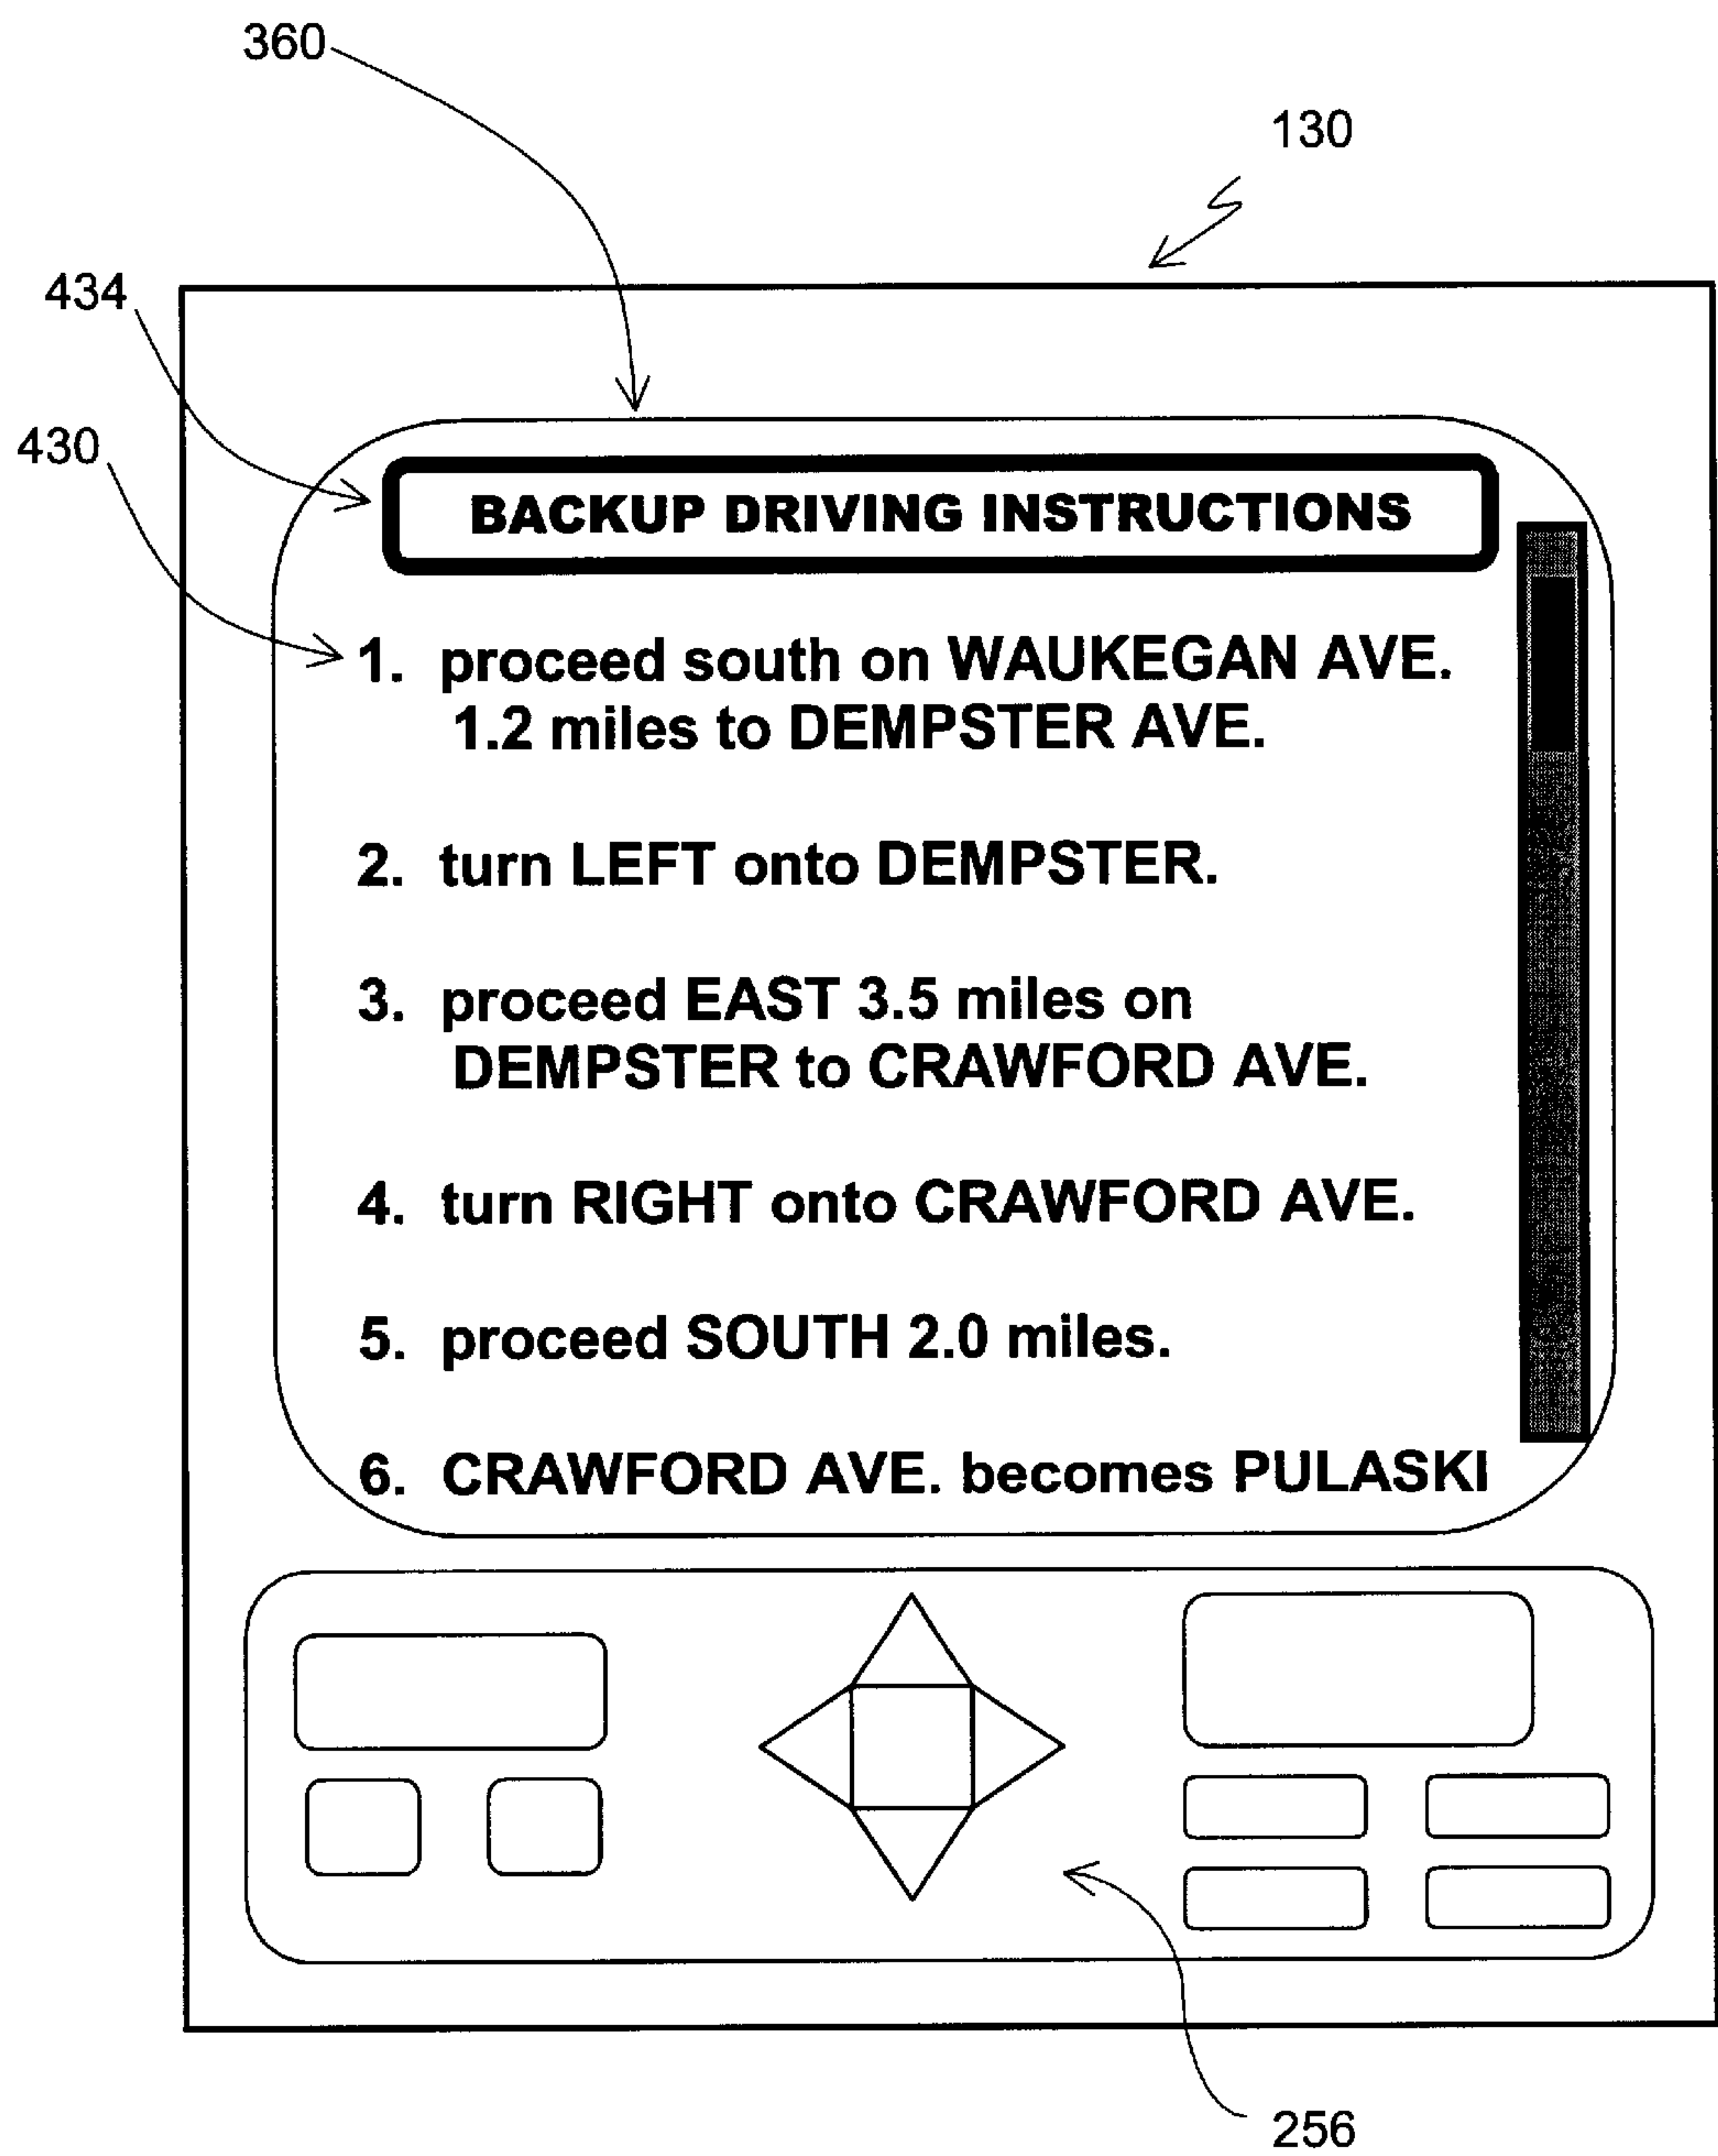 360
130
434
430
BACKUP DRIVING INSTRUCTIONS
1. proceed south on WAUKEGAN AVE.
1.2 miles to DEMPSTER AVE.
2. turn LEFT onto DEMPSTER.
3. proceed EAST 3.5 miles on
DEMPSTER to CRAWFORD AVE.
4. turn RIGHT onto CRAWFORD AVE.
5. proceed SOUTH 2.0 miles.
6. CRAWFORD AVE. becomes PULASKI
256